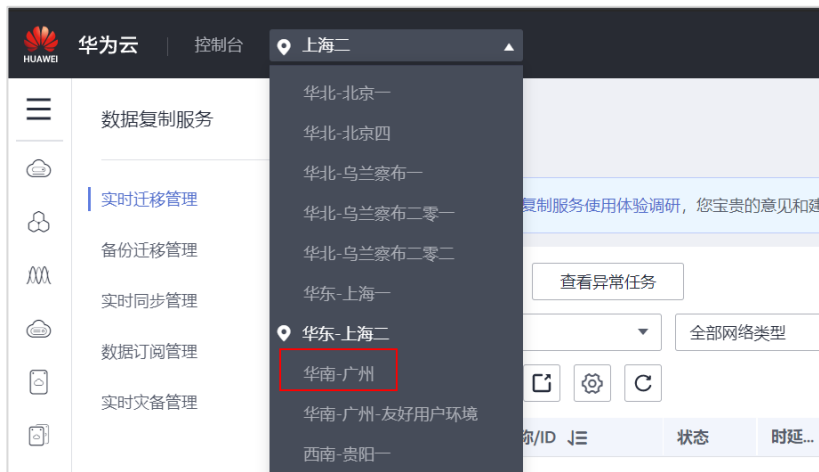 HUAWEI
华为云
控制台
上海二
数据复制服务
实时迁移管理
备份迁移管理
实时同步管理
数据订阅管理
实时灾备管理
华北-北京一
华北-北京四
华北-乌兰察布一
华北-乌兰察布二零一
华北-乌兰察布二零二
华东-上海一
华东-上海二
华南-广州
华南-广州-友好用户环境
西南-贵阳一
复制服务使用体验调研，您宝贵的意见和建
查看异常任务
全部网络类型
称/ID
状态
时延...